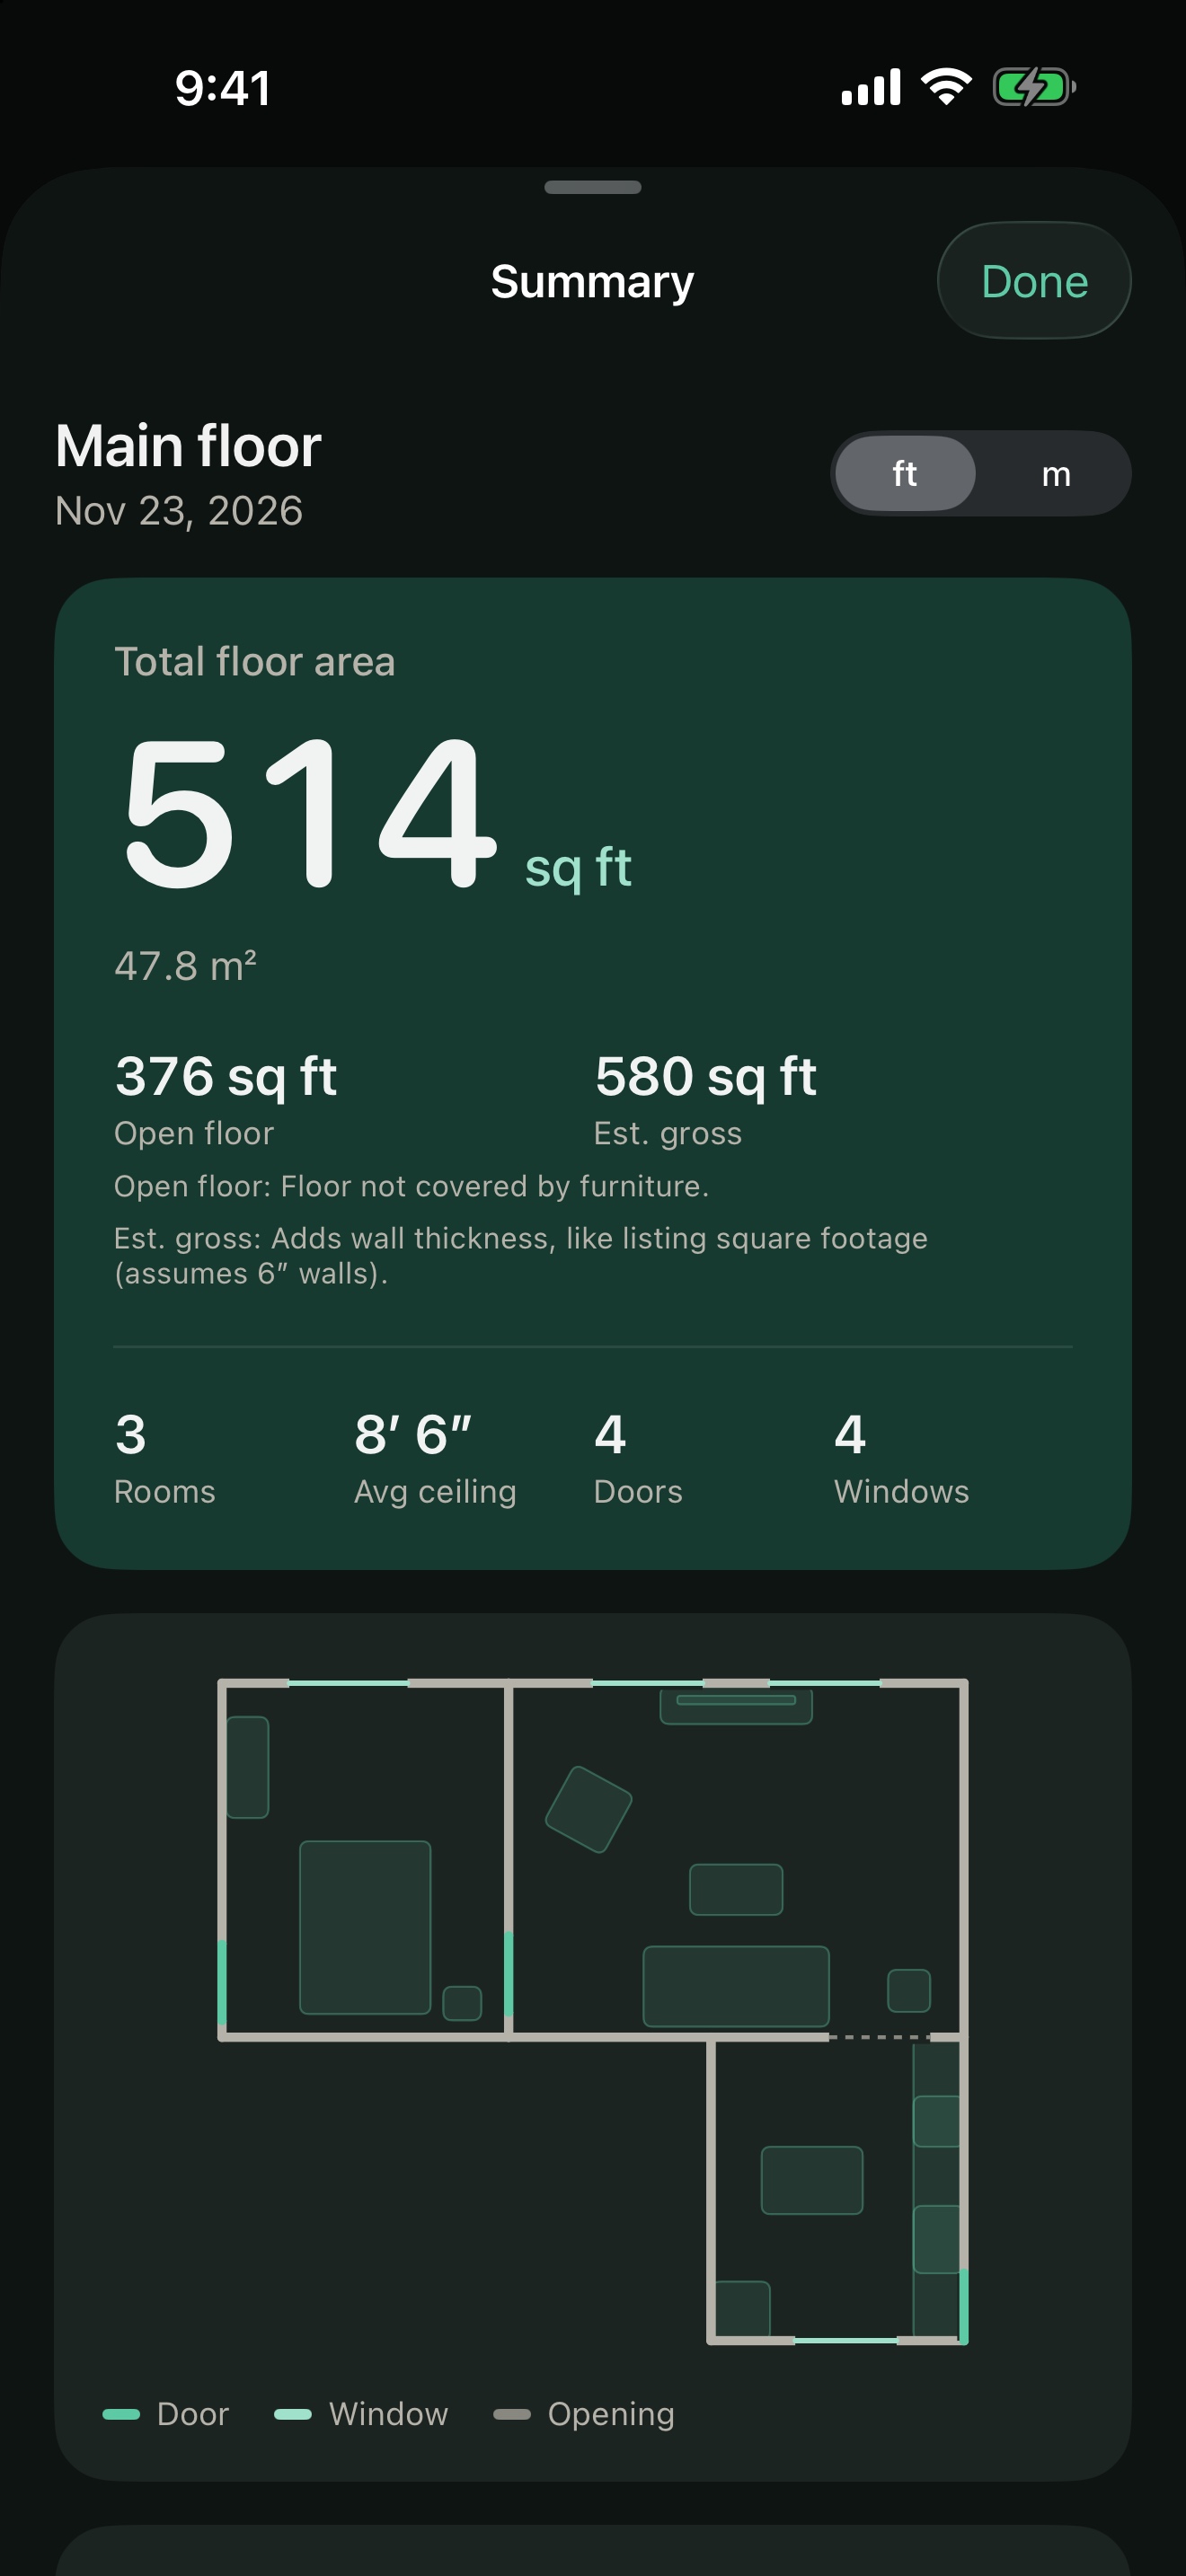 9:41
Summary
Done
Main floor
Nov 23, 2026
ft
m
Total floor area
514 sq ft
47.8 m²
376 sq ft
580 sq ft
Open floor
Est. gross
Open floor: Floor not covered by furniture.
Est. gross: Adds wall thickness, like listing square footage
(assumes 6″ walls).
3
8′ 6″
4
4
Rooms
Avg ceiling
Doors
Windows
Door
Window
Opening